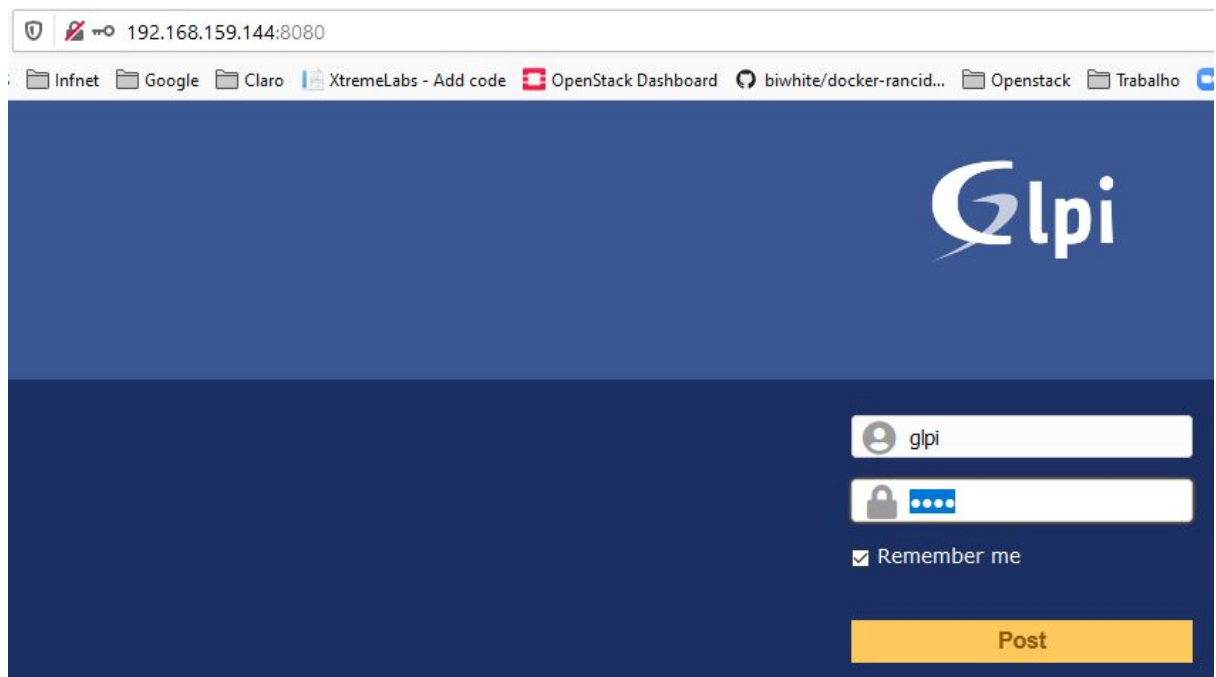 192.168.159.144:8080
Infnet Google Claro XtremeLabs - Add code OpenStack Dashboard biwhite/docker-rancid... Openstack Trabalho
Glpi
glpi
Remember me
Post